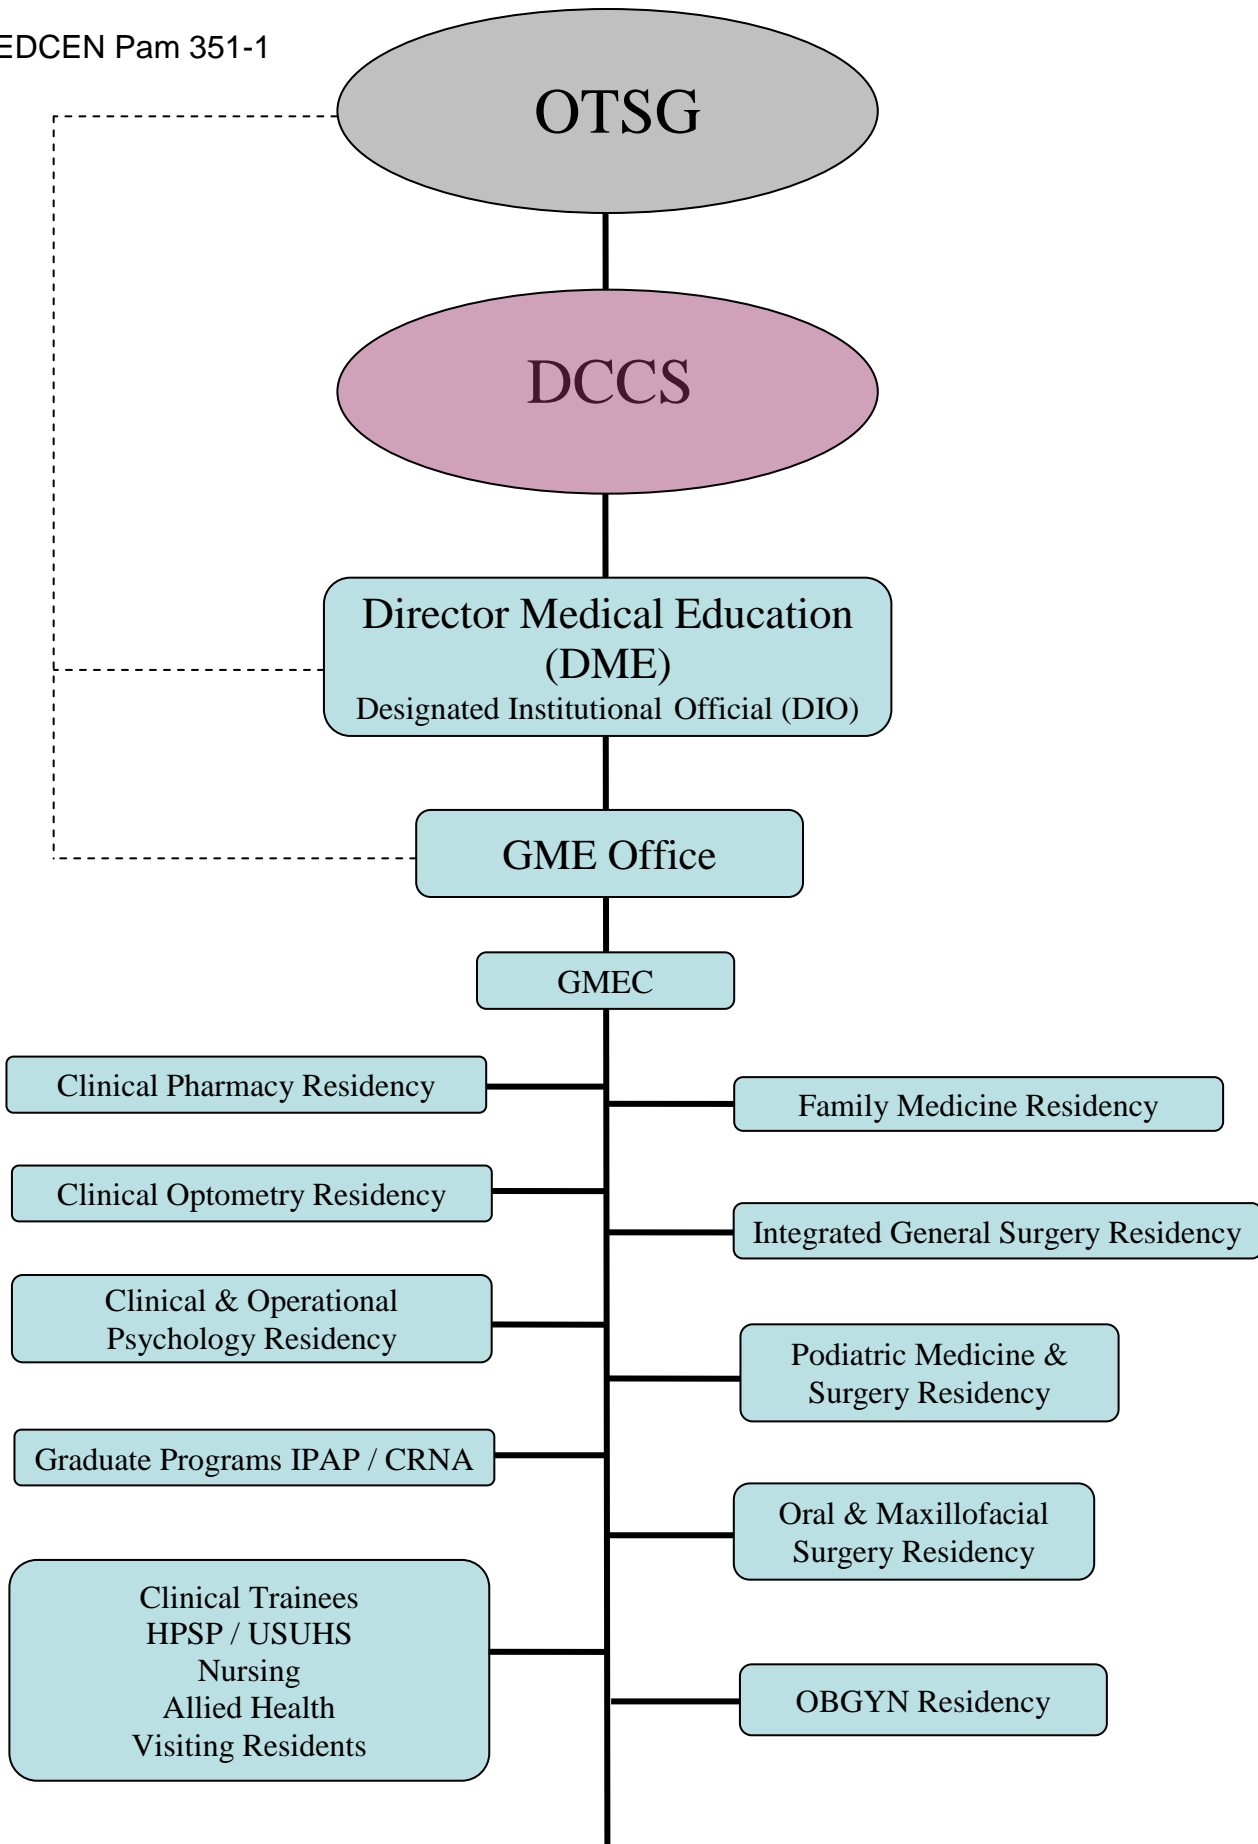 EDCEN Pam 351-1
OTSG
DCCS
Director Medical Education
(DME)
Designated Institutional Official (DIO)
GME Office
GMEC
Clinical Pharmacy Residency
Family Medicine Residency
Clinical Optometry Residency
Integrated General Surgery Residency
Clinical & Operational
Psychology Residency
Podiatric Medicine &
Surgery Residency
Graduate Programs IPAP / CRNA
Oral & Maxillofacial
Surgery Residency
Clinical Trainees
HPSP / USUHS
Nursing
Allied Health
Visiting Residents
OBGYN Residency